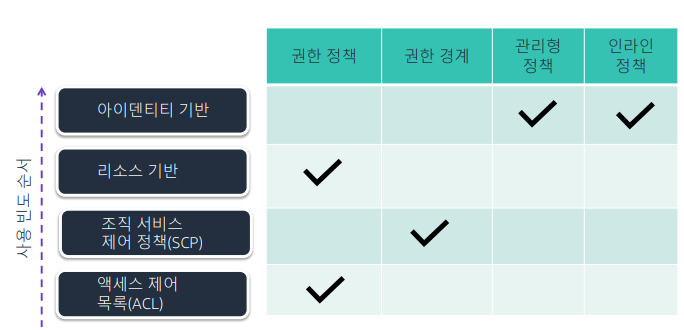 권한 정책
권한 경계
관리형
정책
인라인
정책
사용 빈도 순서
아이덴티티 기반
리소스 기반
조직 서비스
제어 정책(SCP)
액세스 제어
목록(ACL)